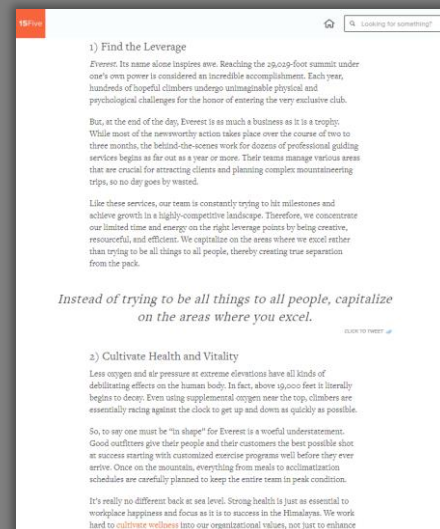 15Five
Looking for something?
1) Find the Leverage
Everest. Its name alone inspires awe. Reaching the 29,029-foot summit under
one's own power is considered an incredible accomplishment. Each year,
hundreds of hopeful climbers undergo unimaginable physical and
psychological challenges for the honor of entering the very exclusive club.
But, at the end of the day, Everest is as much a business as it is a trophy.
While most of the newsworthy action takes place over the course of two to
three months, the behind-the-scenes work for dozens of professional guiding
services begins as far out as a year or more. Their teams manage various areas
that are crucial for attracting clients and planning complex mountaineering
trips, so no day goes by wasted.
Like these services, our team is constantly trying to hit milestones and
achieve growth in a highly-competitive landscape. Therefore, we concentrate
our limited time and energy on the right leverage points by being creative,
resourceful, and efficient. We capitalize on the areas where we excel rather
than trying to be all things to all people, thereby creating true separation
from the pack.
Instead of trying to be all things to all people, capitalize
on the areas where you excel.
CLICK TO TWEET
2) Cultivate Health and Vitality
Less oxygen and air pressure at extreme elevations have all kinds of
debilitating effects on the human body. In fact, above 19,000 feet it literally
begins to decay. Even using supplemental oxygen near the top, climbers are
essentially racing against the clock to get up and down as quickly as possible.
So, to say one must be "in shape" for Everest is a woeful understatement.
Good outfitters give their people and their customers the best possible shot
at success starting with customized exercise programs well before they ever
arrive. Once on the mountain, everything from meals to acclimatization
schedules are carefully planned to keep the entire team in peak condition.
It's really no different back at sea level. Strong health is just as essential to
workplace happiness and focus as it is to success in the Himalayas. We work
hard to cultivate wellness into our organizational values, not just to enhance